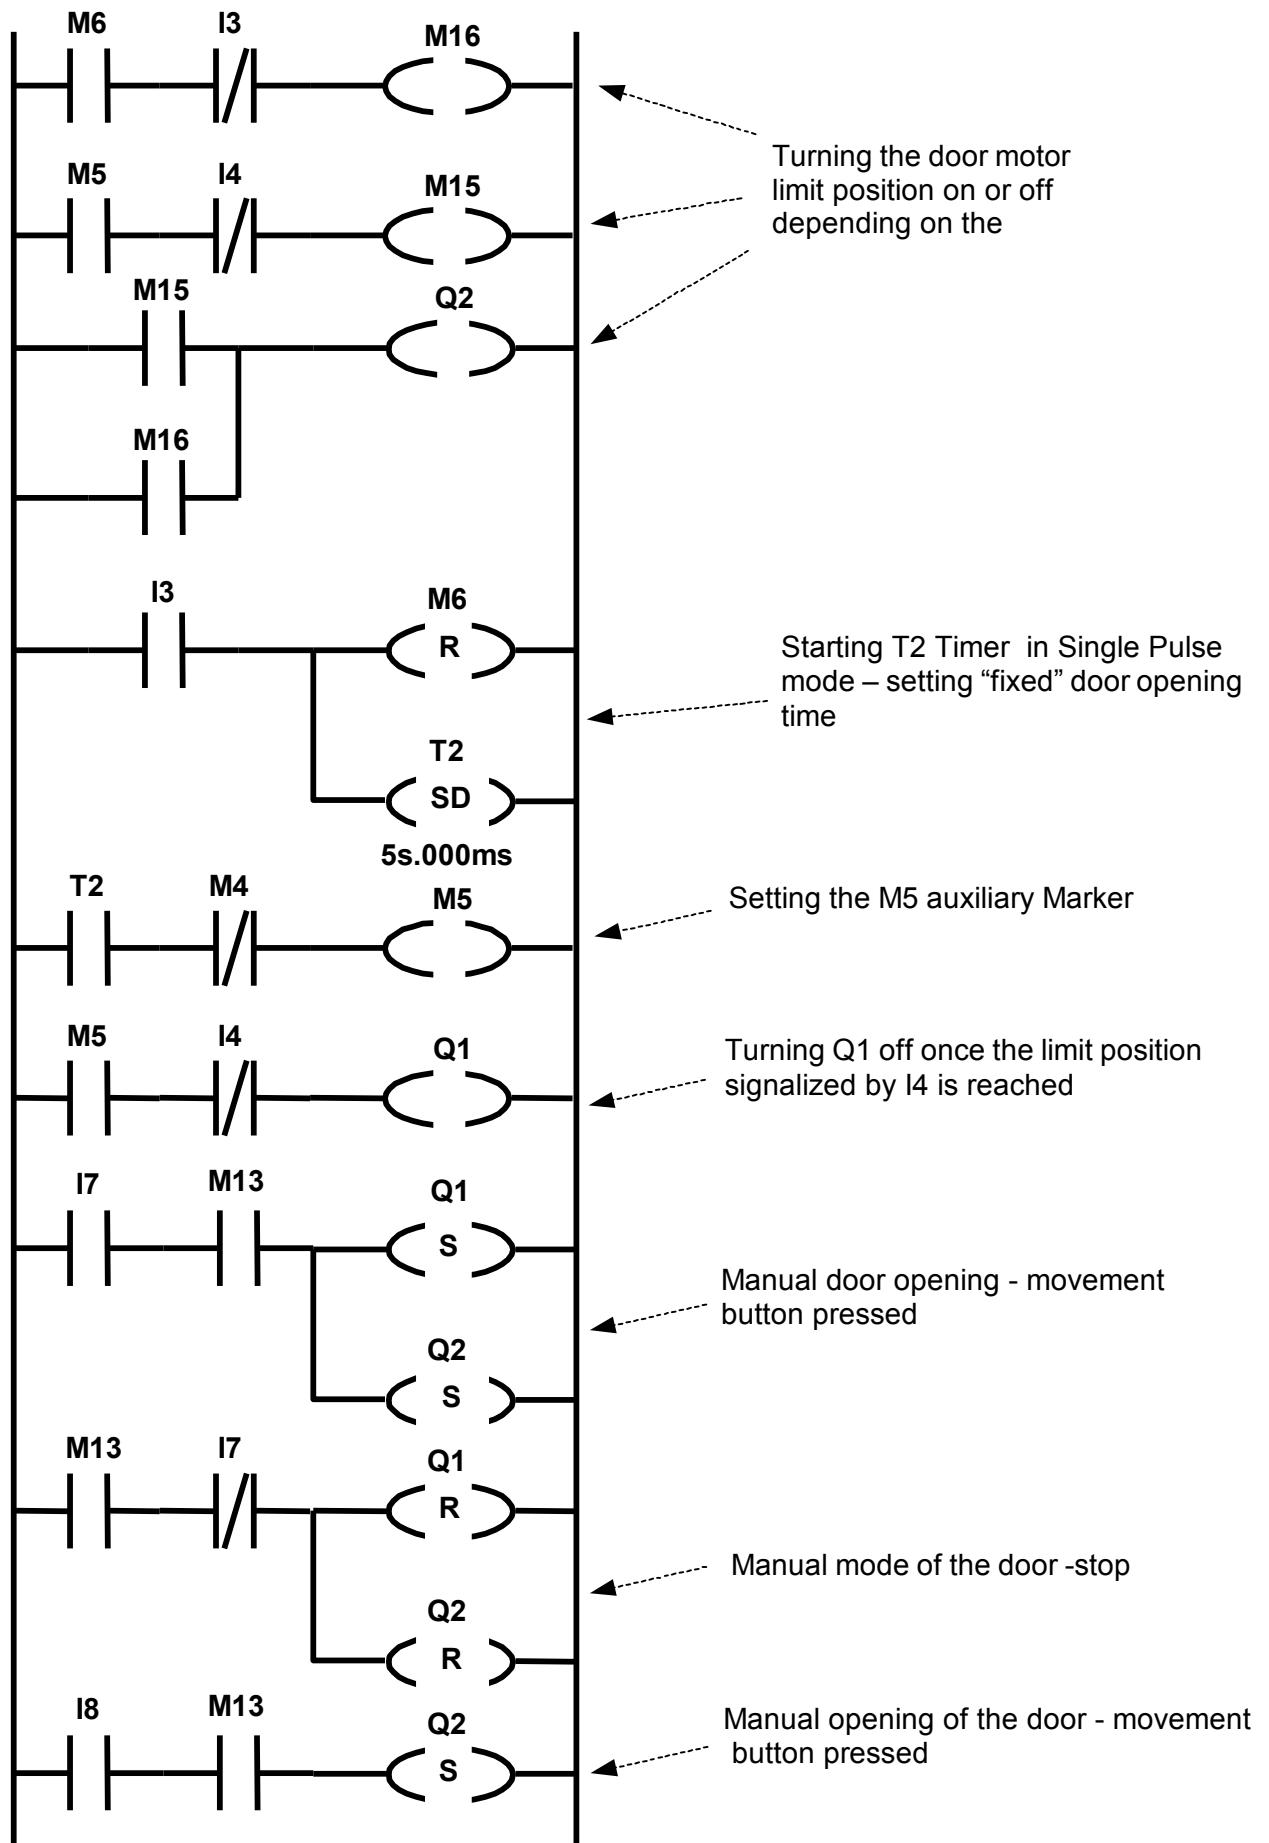 M6 I3 M16
Turning the door motor
limit position on or off
depending on the
M5 I4 M15
M15 Q2
M16
I3 M6
R
Starting T2 Timer in Single Pulse
mode – setting “fixed” door opening
time
T2
SD
5s.000ms
T2 M4 M5
Setting the M5 auxiliary Marker
M5 I4 Q1
Turning Q1 off once the limit position
signalized by I4 is reached
I7 M13 Q1
S
Manual door opening - movement
button pressed
Q2
S
M13 I7 Q1
R
Manual mode of the door -stop
Q2
R
I8 M13 Q2
S
Manual opening of the door - movement
button pressed